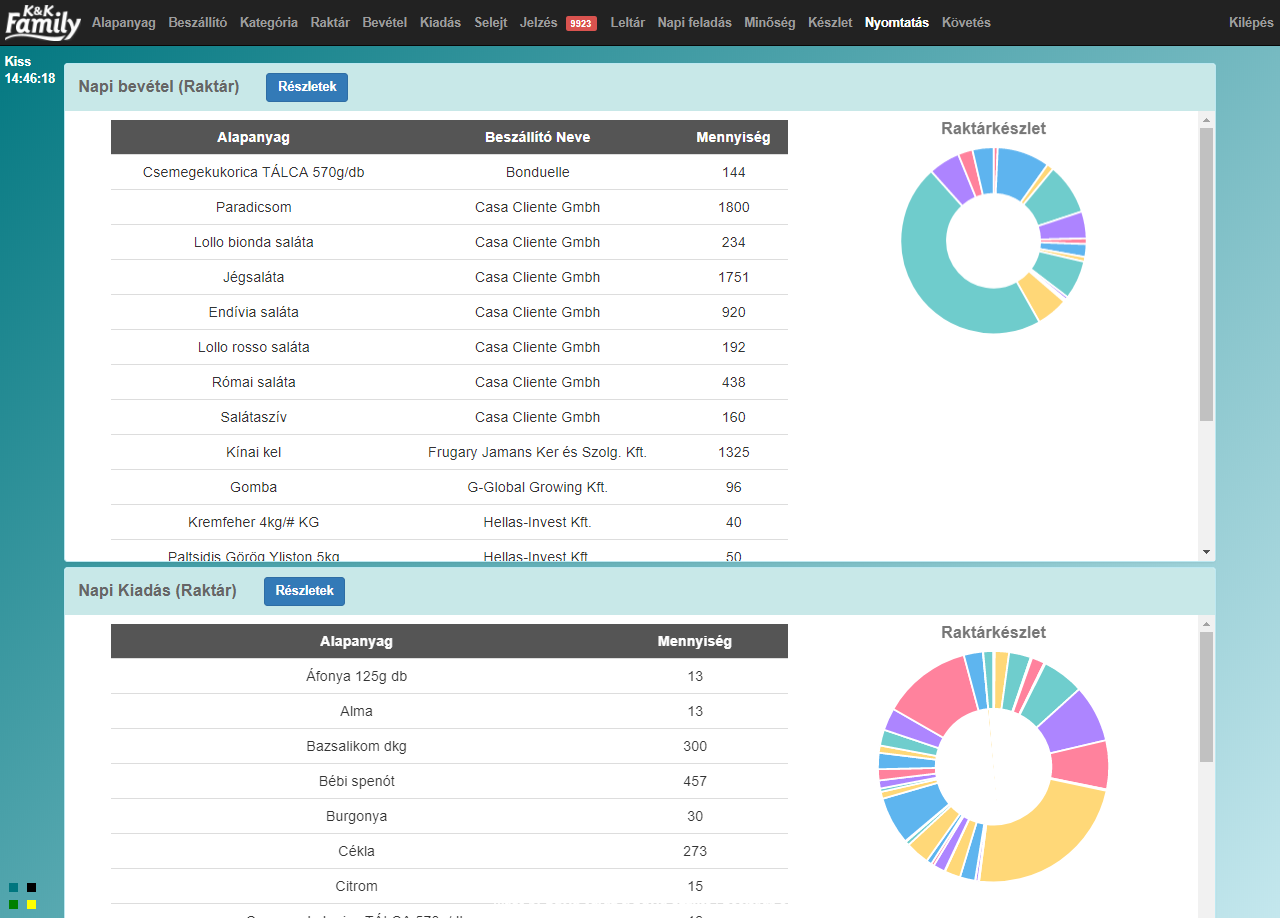 K&K Family
Alapanyag Beszállító Kategória Raktár Bevétel Kiadás Selejt Jelzés 9923 Leltár Napi feladás Minőség Készlet Nyomtatás Követés Kilépés
Kiss
14:46:18
Napi bevétel (Raktár) Részletek
Raktárkészlet
Alapanyag Beszállító Neve Mennyiség
Csemegekukorica TÁLCA 570g/db Bonduelle 144
Paradicsom Casa Cliente Gmbh 1800
Lollo bionda saláta Casa Cliente Gmbh 234
Jégsaláta Casa Cliente Gmbh 1751
Endívia saláta Casa Cliente Gmbh 920
Lollo rosso saláta Casa Cliente Gmbh 192
Római saláta Casa Cliente Gmbh 438
Salátaszív Casa Cliente Gmbh 160
Kínai kel Frugary Jamans Ker és Szolg. Kft. 1325
Gomba G-Global Growing Kft. 96
Kremfeher 4kg/# KG Hellas-Invest Kft. 40
Paltsidis Görög Yliston 5kg Hellas-Invest Kft. 50
Napi Kiadás (Raktár) Részletek
Raktárkészlet
Alapanyag Mennyiség
Áfonya 125g db 13
Alma 13
Bazsalikom dkg 300
Bébi spenót 457
Burgonya 30
Cékla 273
Citrom 15